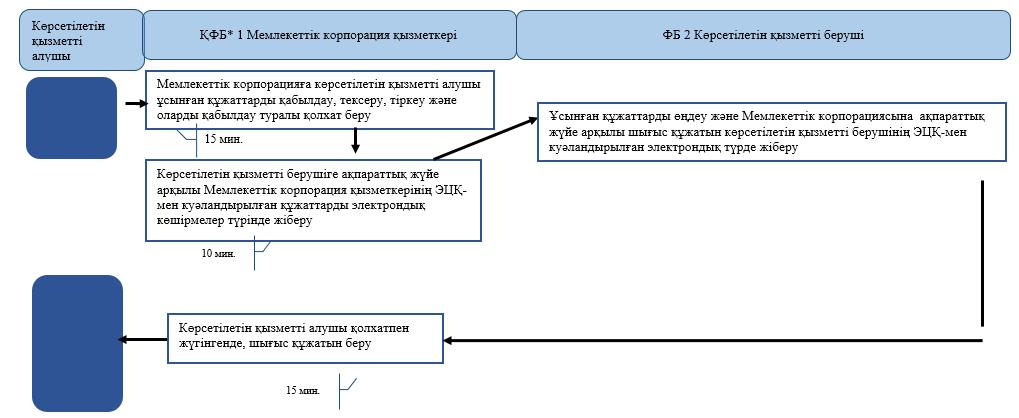 Көрсетілетін
қызметті
алушы
ҚФБ* 1 Мемлекеттік корпорация қызметкері
ФБ 2 Көрсетілетін қызметті беруші
Мемлекеттік корпорацияға көрсетілетін қызметті алушы
ұсынған құжаттарды қабылдау, тексеру, тіркеу және
оларды қабылдау туралы қолхат беру
15 мин.
Ұсынған құжаттарды өңдеу және Мемлекеттік корпорациясына ақпараттық
жүйе арқылы шығыс құжатын көрсетілетін қызметті берушінің ЭЦҚ-мен
куәландырылған электрондық түрде жіберу
Көрсетілетін қызметті берушіге ақпараттық жүйе
арқылы Мемлекеттік корпорация қызметкерінің ЭЦҚ-
мен куәландырылған құжаттарды электрондық
көшірмелер түрінде жіберу
10 мин.
Көрсетілетін қызметті алушы қолхатпен
жүгінгенде, шығыс құжатын беру
15 мин.